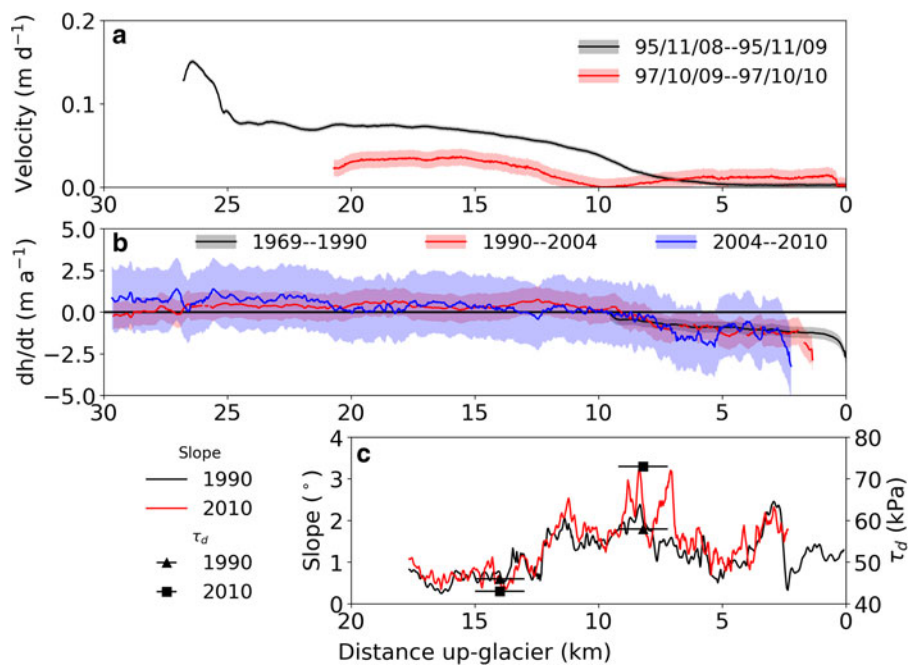 a
95/11/08--95/11/09
97/10/09--97/10/10
Velocity (m d⁻¹)
0.2
0.1
0.0
30 25 20 15 10 5 0
b
1969--1990 1990--2004 2004--2010
dh/dt (m a⁻¹)
5.0
2.5
0.0
−2.5
−5.0
30 25 20 15 10 5 0
Slope
1990
2010
τd
1990
2010
c
Slope (°)
4
3
2
1
0
80
70
60
50
40
τd (kPa)
20 15 10 5 0
Distance up-glacier (km)